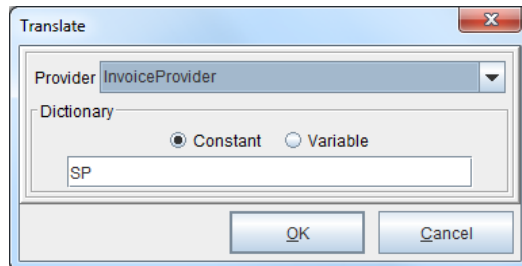 Translate
Provider InvoiceProvider
Dictionary
Constant Variable
SP
OK Cancel